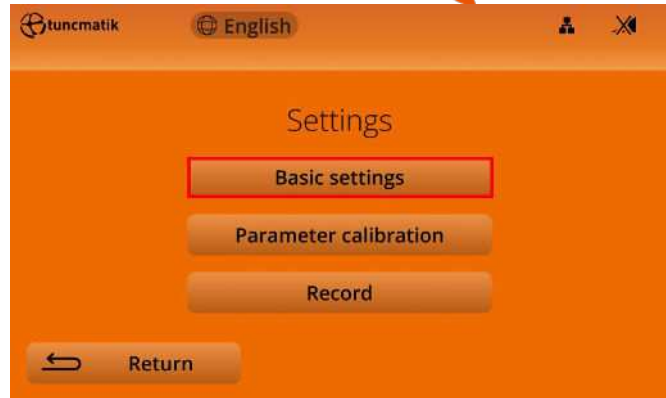 tuncmatik English
Settings
Basic settings
Parameter calibration
Record
Return